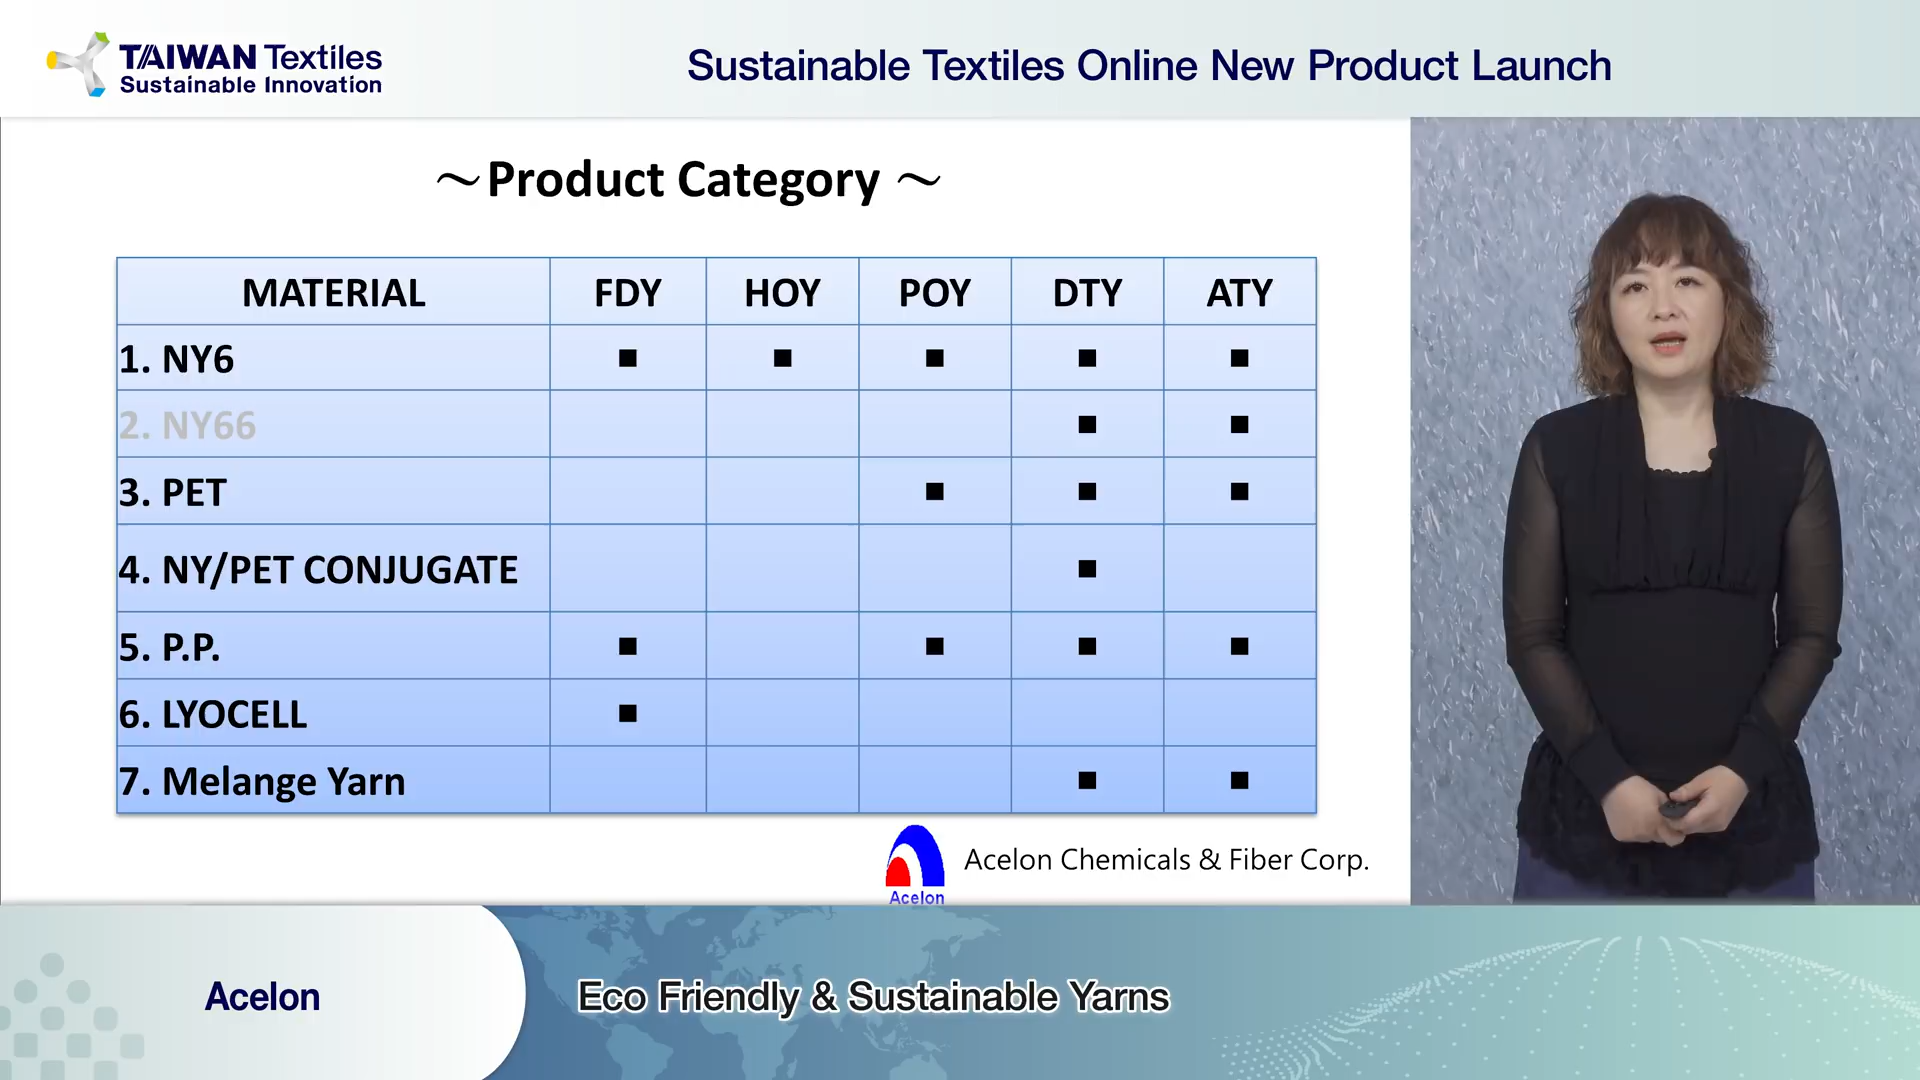 TAIWAN Textiles
Sustainable Innovation
Sustainable Textiles Online New Product Launch
～Product Category ～
MATERIAL FDY HOY POY DTY ATY
1. NY6 ■ ■ ■ ■ ■
2. NY66 ■ ■
3. PET ■ ■ ■
4. NY/PET CONJUGATE ■
5. P.P. ■ ■ ■ ■
6. LYOCELL ■
7. Melange Yarn ■ ■
Acelon
Acelon Chemicals & Fiber Corp.
Acelon
Eco Friendly & Sustainable Yarns